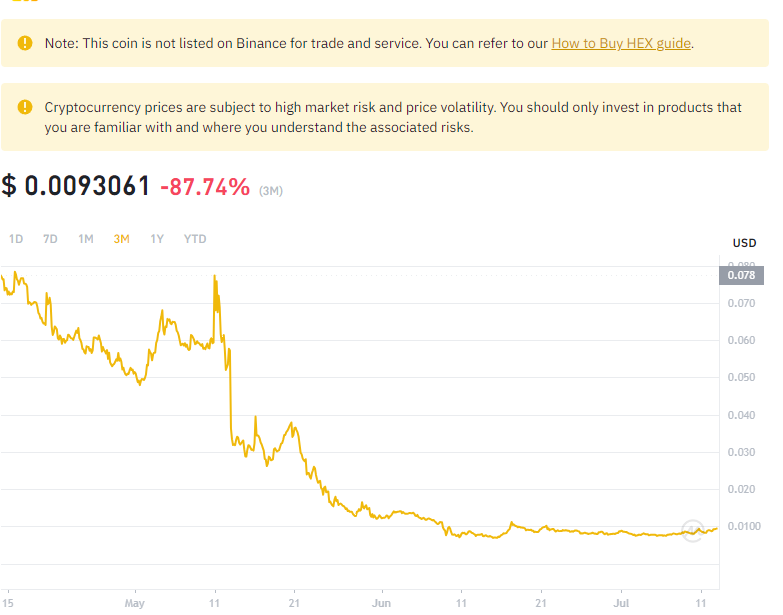 Note: This coin is not listed on Binance for trade and service. You can refer to our How to Buy HEX guide.
Cryptocurrency prices are subject to high market risk and price volatility. You should only invest in products that
you are familiar with and where you understand the associated risks.
$ 0.0093061 -87.74% (3M)
1D 7D 1M 3M 1Y YTD
USD
0.080
0.078
0.070
0.060
0.050
0.040
0.030
0.020
0.0100
15 May 11 21 Jun 11 21 Jul 11